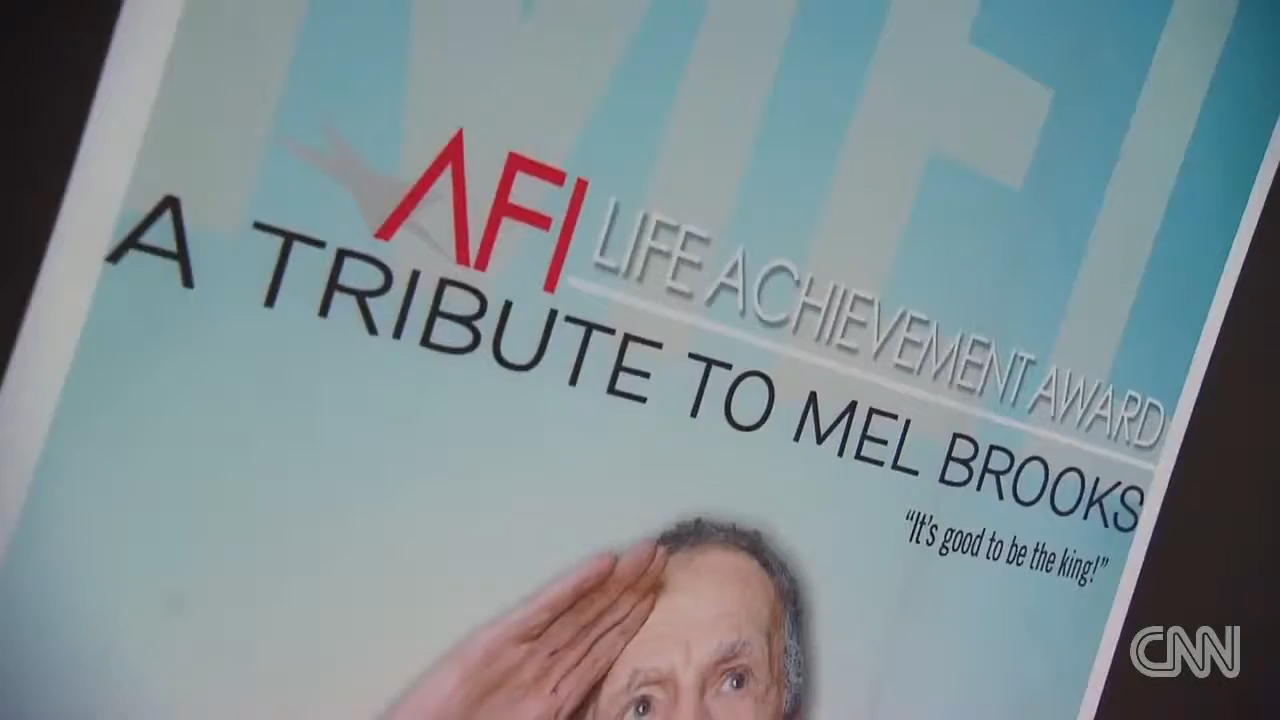 AFI LIFE ACHIEVEMENT AWARD
A TRIBUTE TO MEL BROOKS
“It’s good to be the king!”
CNN